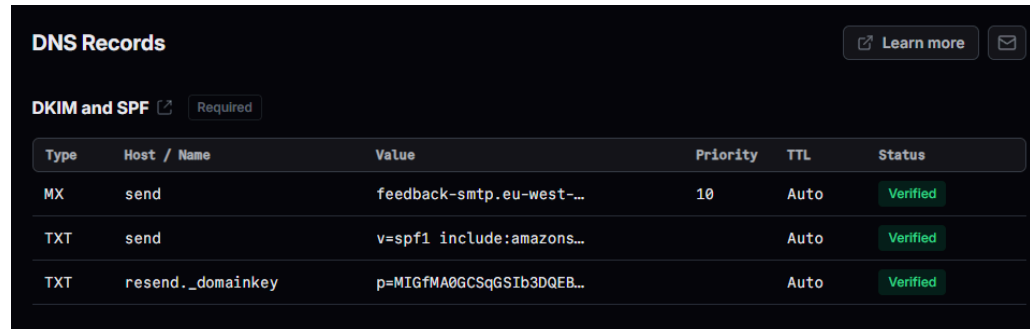 DNS Records
Learn more
DKIM and SPF Required
Type Host / Name Value Priority TTL Status
MX send feedback-smtp.eu-west-… 10 Auto Verified
TXT send v=spf1 include:amazons… Auto Verified
TXT resend._domainkey p=MIGfMA0GCSqGSIb3DQEB… Auto Verified